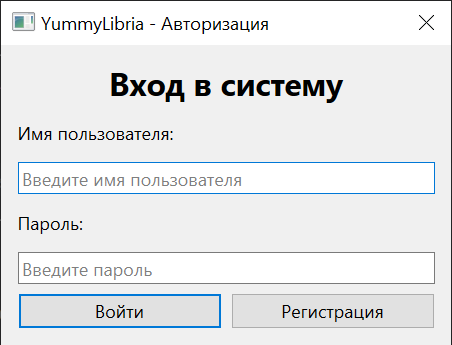 YummyLibria - Авторизация
Вход в систему
Имя пользователя:
Введите имя пользователя
Пароль:
Введите пароль
Войти Регистрация